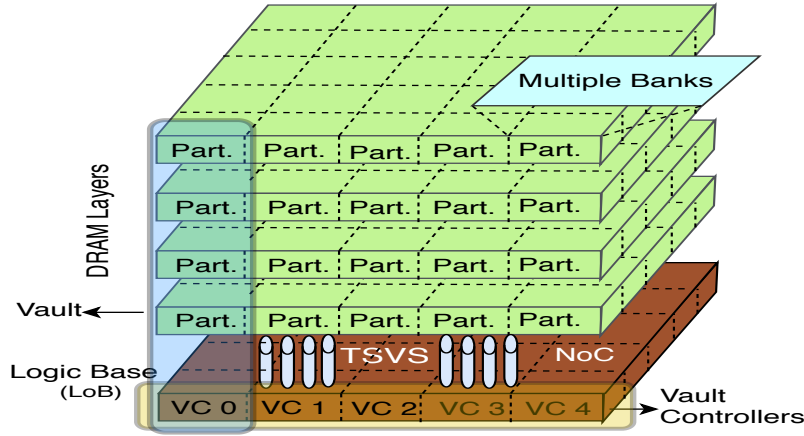 Multiple Banks
Part. Part. Part. Part. Part.
Part. Part. Part. Part. Part.
Part. Part. Part. Part. Part.
Part. Part. Part. Part. Part.
DRAM Layers
Vault
TSVS
NoC
Logic Base
(LoB)
VC 0 VC 1 VC 2 VC 3 VC 4
Vault
Controllers